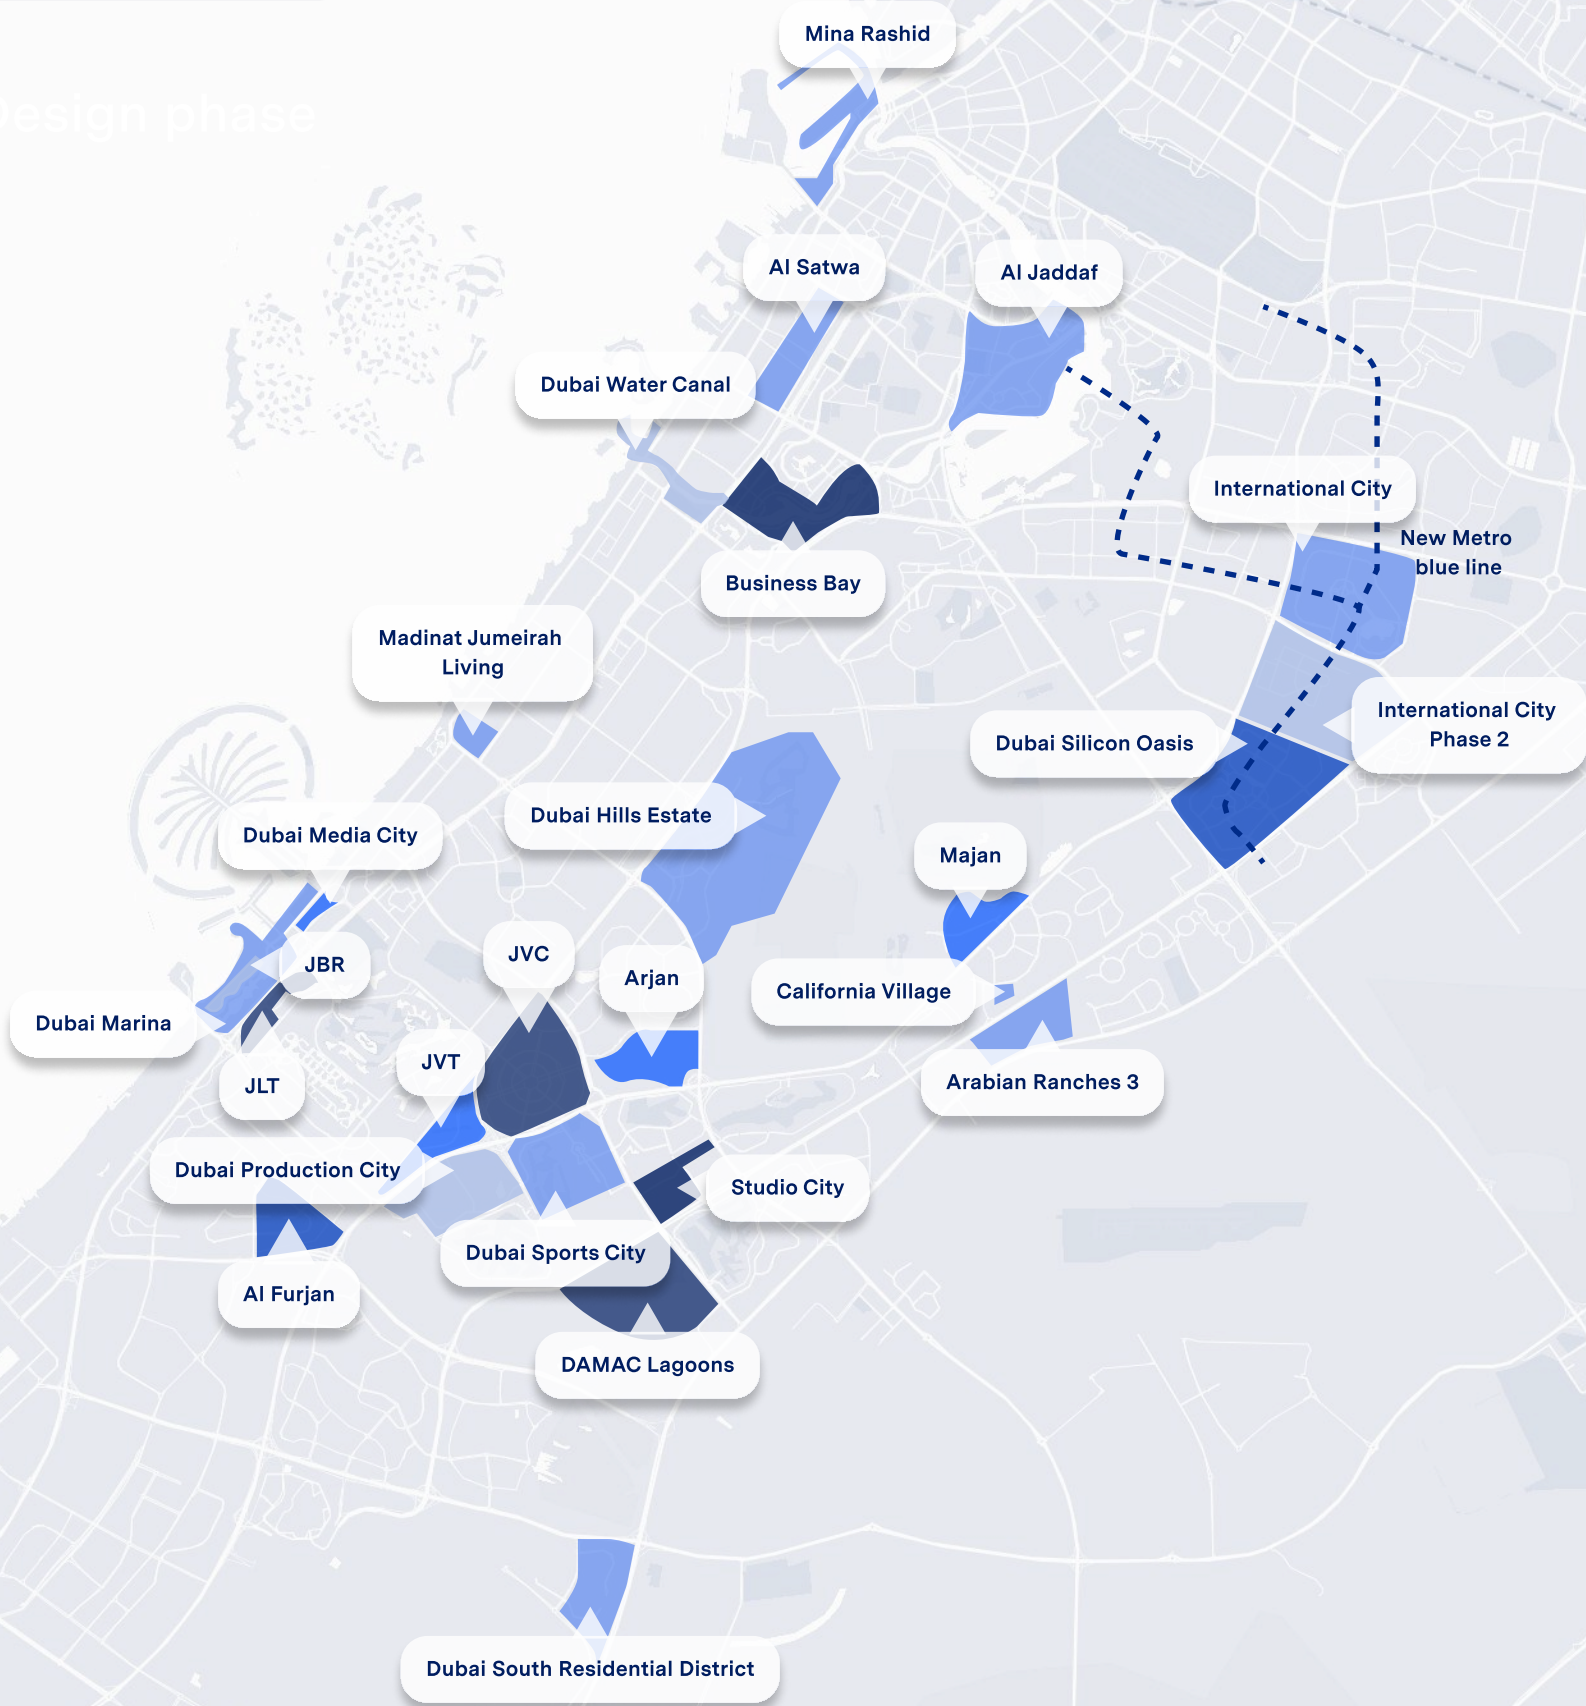 Mina Rashid
Design phase
Al Satwa
Al Jaddaf
Dubai Water Canal
International City
New Metro
blue line
Business Bay
Madinat Jumeirah
Living
International City
Phase 2
Dubai Silicon Oasis
Dubai Hills Estate
Dubai Media City
Majan
JVC
JBR
Arjan
California Village
Dubai Marina
JVT
JLT
Arabian Ranches 3
Dubai Production City
Studio City
Dubai Sports City
Al Furjan
DAMAC Lagoons
Dubai South Residential District